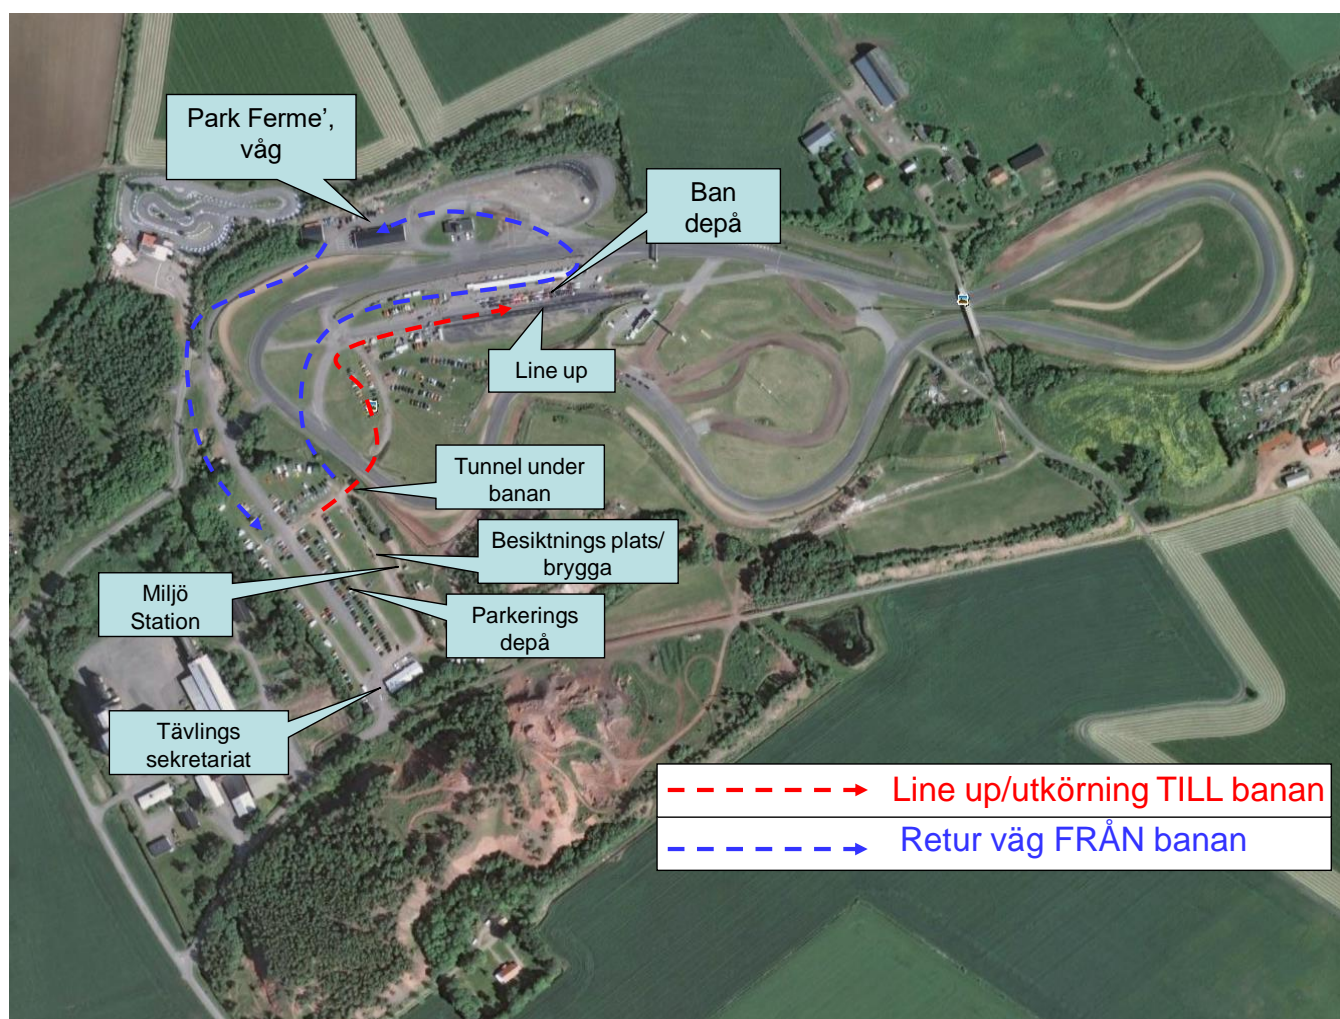 Park Ferme’,
våg
Ban
depå
Line up
Tunnel under
banan
Besiktnings plats/
brygga
Miljö
Station
Parkerings
depå
Tävlings
sekretariat
Line up/utkörning TILL banan
Retur väg FRÅN banan